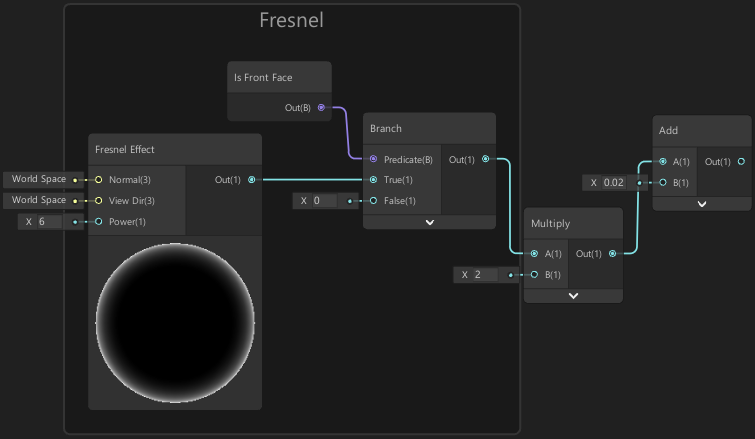 Fresnel
Is Front Face
Out(B)
Fresnel Effect
World Space
Normal(3)
Out(1)
World Space
View Dir(3)
X 6
Power(1)
Branch
Predicate(B)
Out(1)
True(1)
X 0
False(1)
Multiply
A(1)
Out(1)
X 2
B(1)
Add
A(1)
Out(1)
X 0.02
B(1)